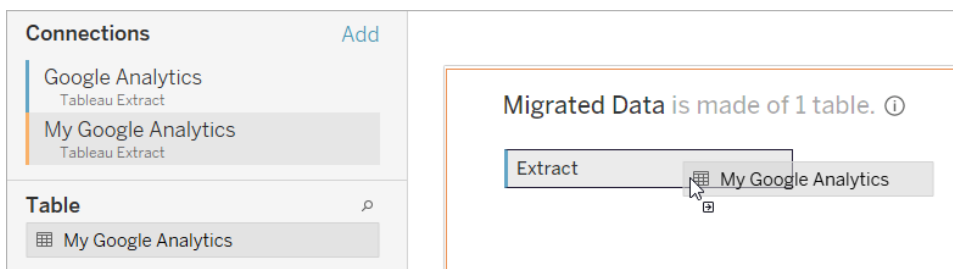 Connections Add
Google Analytics
Tableau Extract
My Google Analytics
Tableau Extract
Table
My Google Analytics
Migrated Data is made of 1 table.
Extract
My Google Analytics